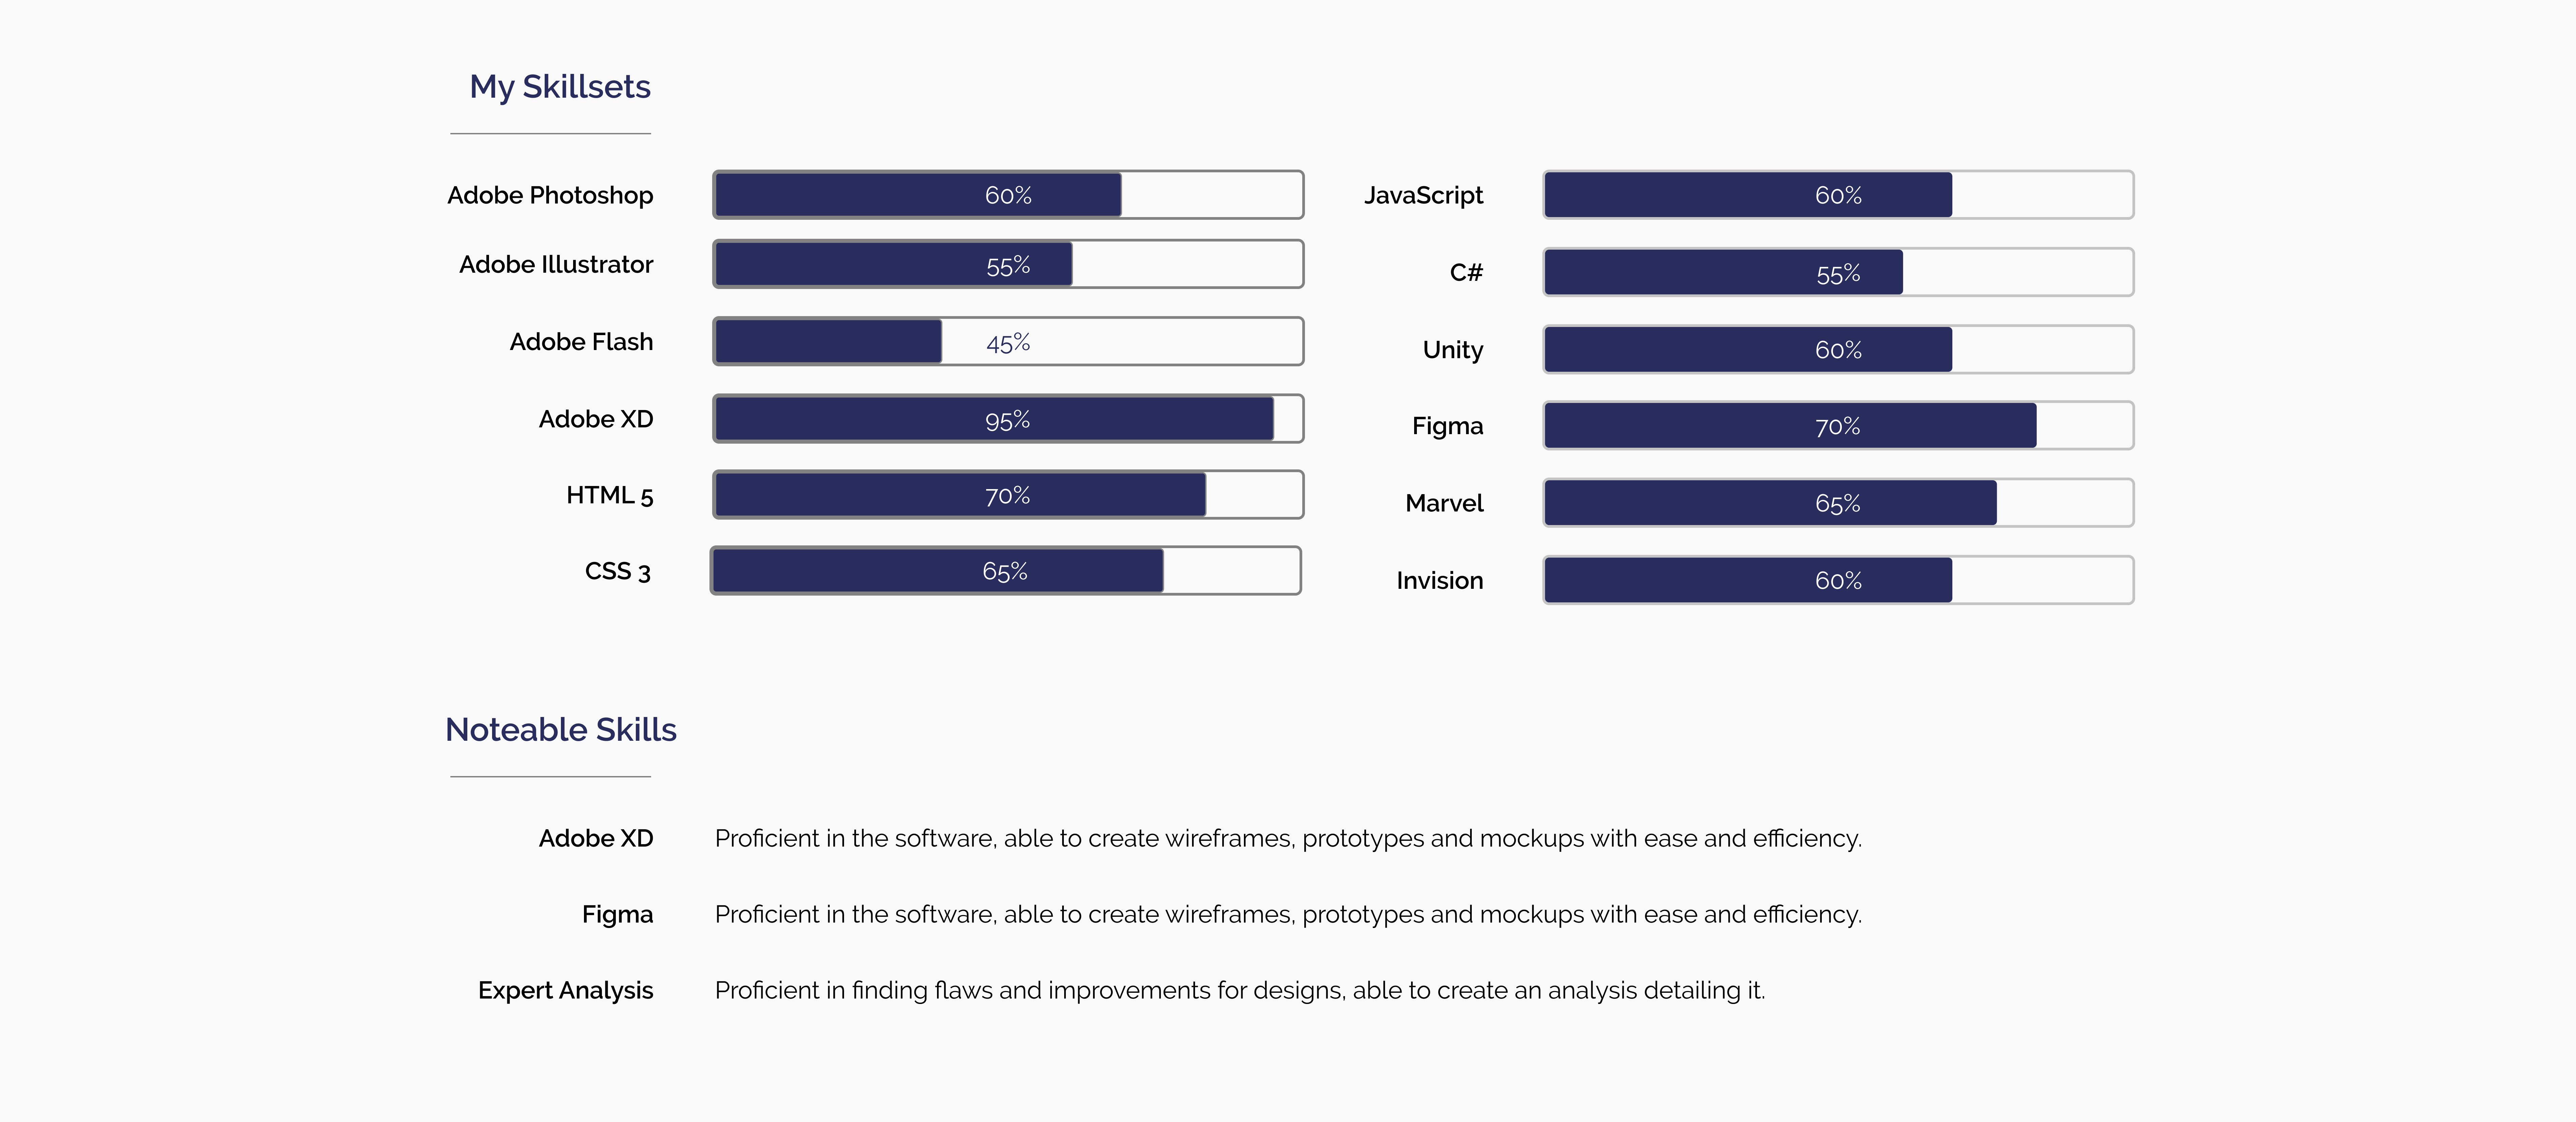 My Skillsets
Adobe Photoshop 60%
Adobe Illustrator 55%
Adobe Flash 45%
Adobe XD 95%
HTML 5 70%
CSS 3 65%
JavaScript 60%
C# 55%
Unity 60%
Figma 70%
Marvel 65%
Invision 60%
Noteable Skills
Adobe XD Proficient in the software, able to create wireframes, prototypes and mockups with ease and efficiency.
Figma Proficient in the software, able to create wireframes, prototypes and mockups with ease and efficiency.
Expert Analysis Proficient in finding flaws and improvements for designs, able to create an analysis detailing it.